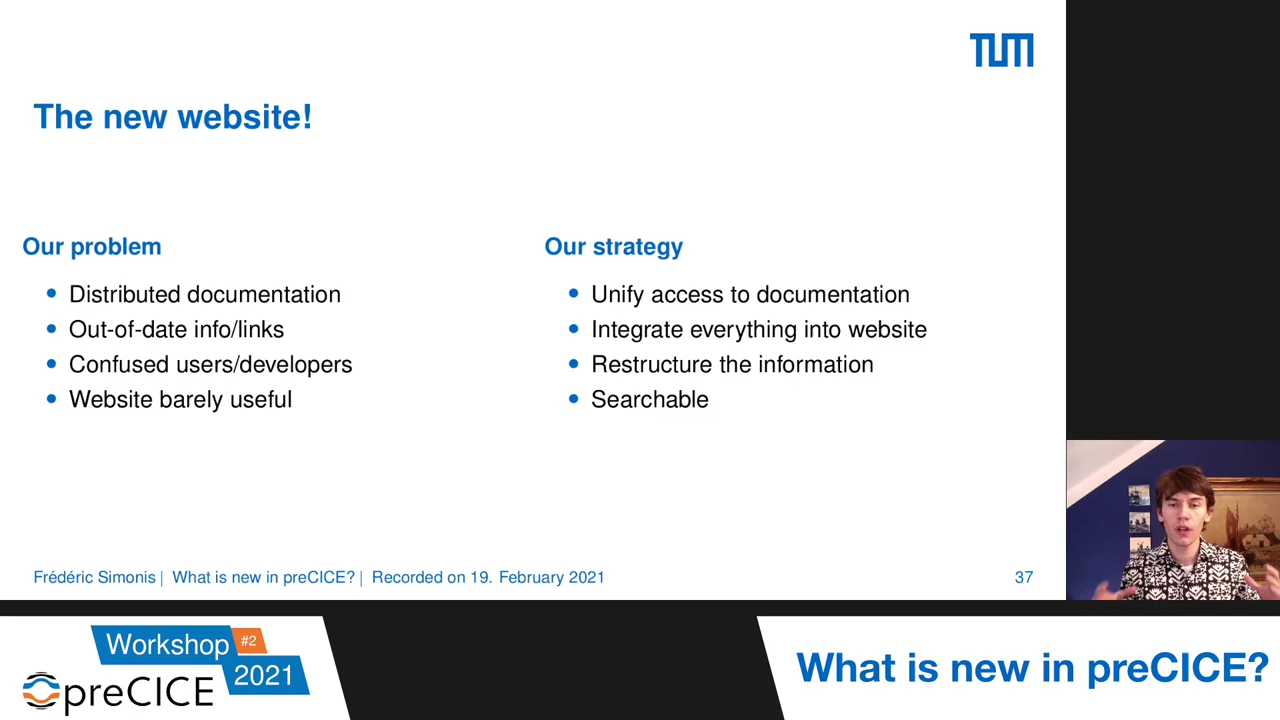 TUM
The new website!
Our problem
• Distributed documentation
• Out-of-date info/links
• Confused users/developers
• Website barely useful
Our strategy
• Unify access to documentation
• Integrate everything into website
• Restructure the information
• Searchable
Frédéric Simonis | What is new in preCICE? | Recorded on 19. February 2021
37
Workshop #2
2021
preCICE
What is new in preCICE?